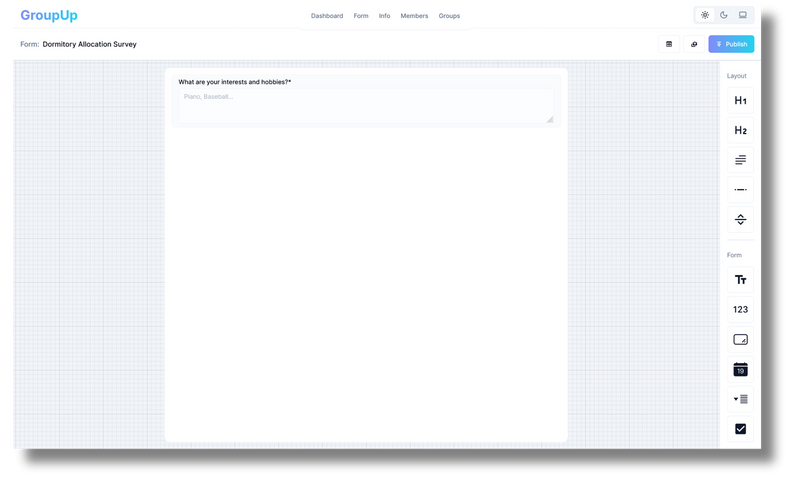 GroupUp
Dashboard Form Info Members Groups
Form: Dormitory Allocation Survey
Publish
What are your interests and hobbies?*
Piano, Baseball...
Layout
H1
H2
Form
TT
123
19